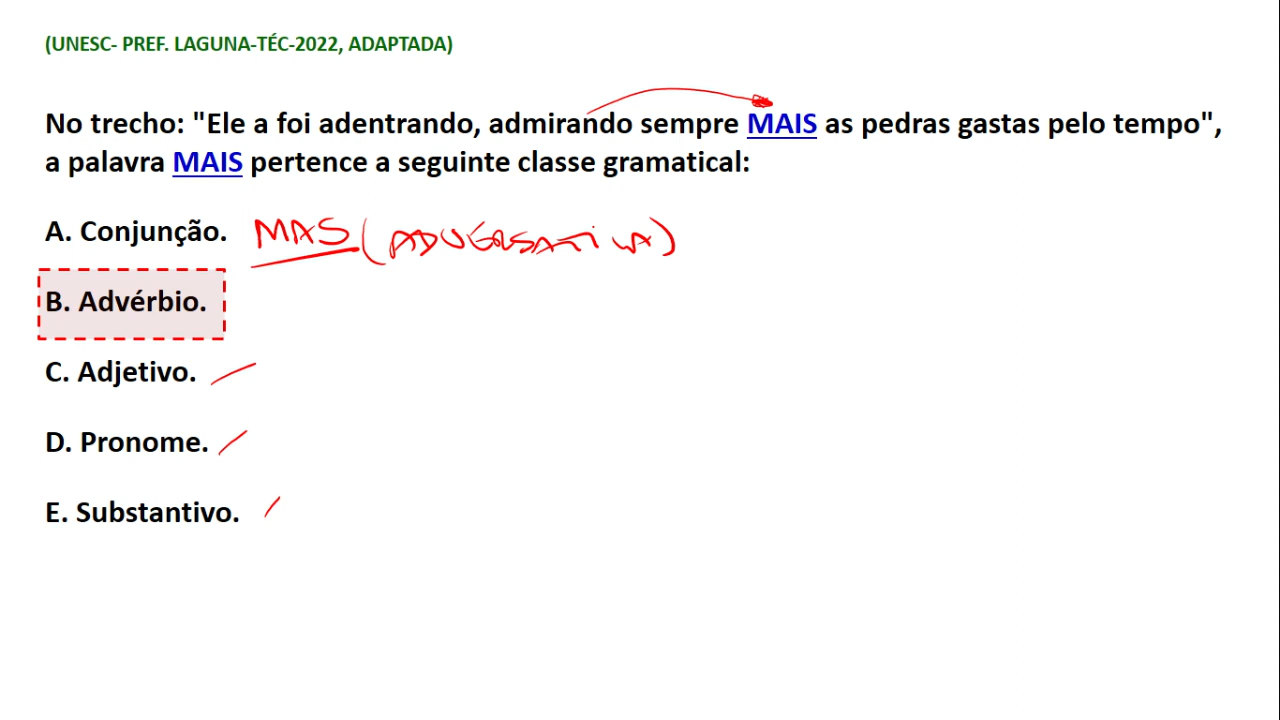 (UNESC- PREF. LAGUNA-TÉC-2022, ADAPTADA)
No trecho: "Ele a foi adentrando, admirando sempre MAIS as pedras gastas pelo tempo",
a palavra MAIS pertence a seguinte classe gramatical:
A. Conjunção. MAS (ADVERSATIVA)
B. Advérbio.
C. Adjetivo.
D. Pronome.
E. Substantivo.